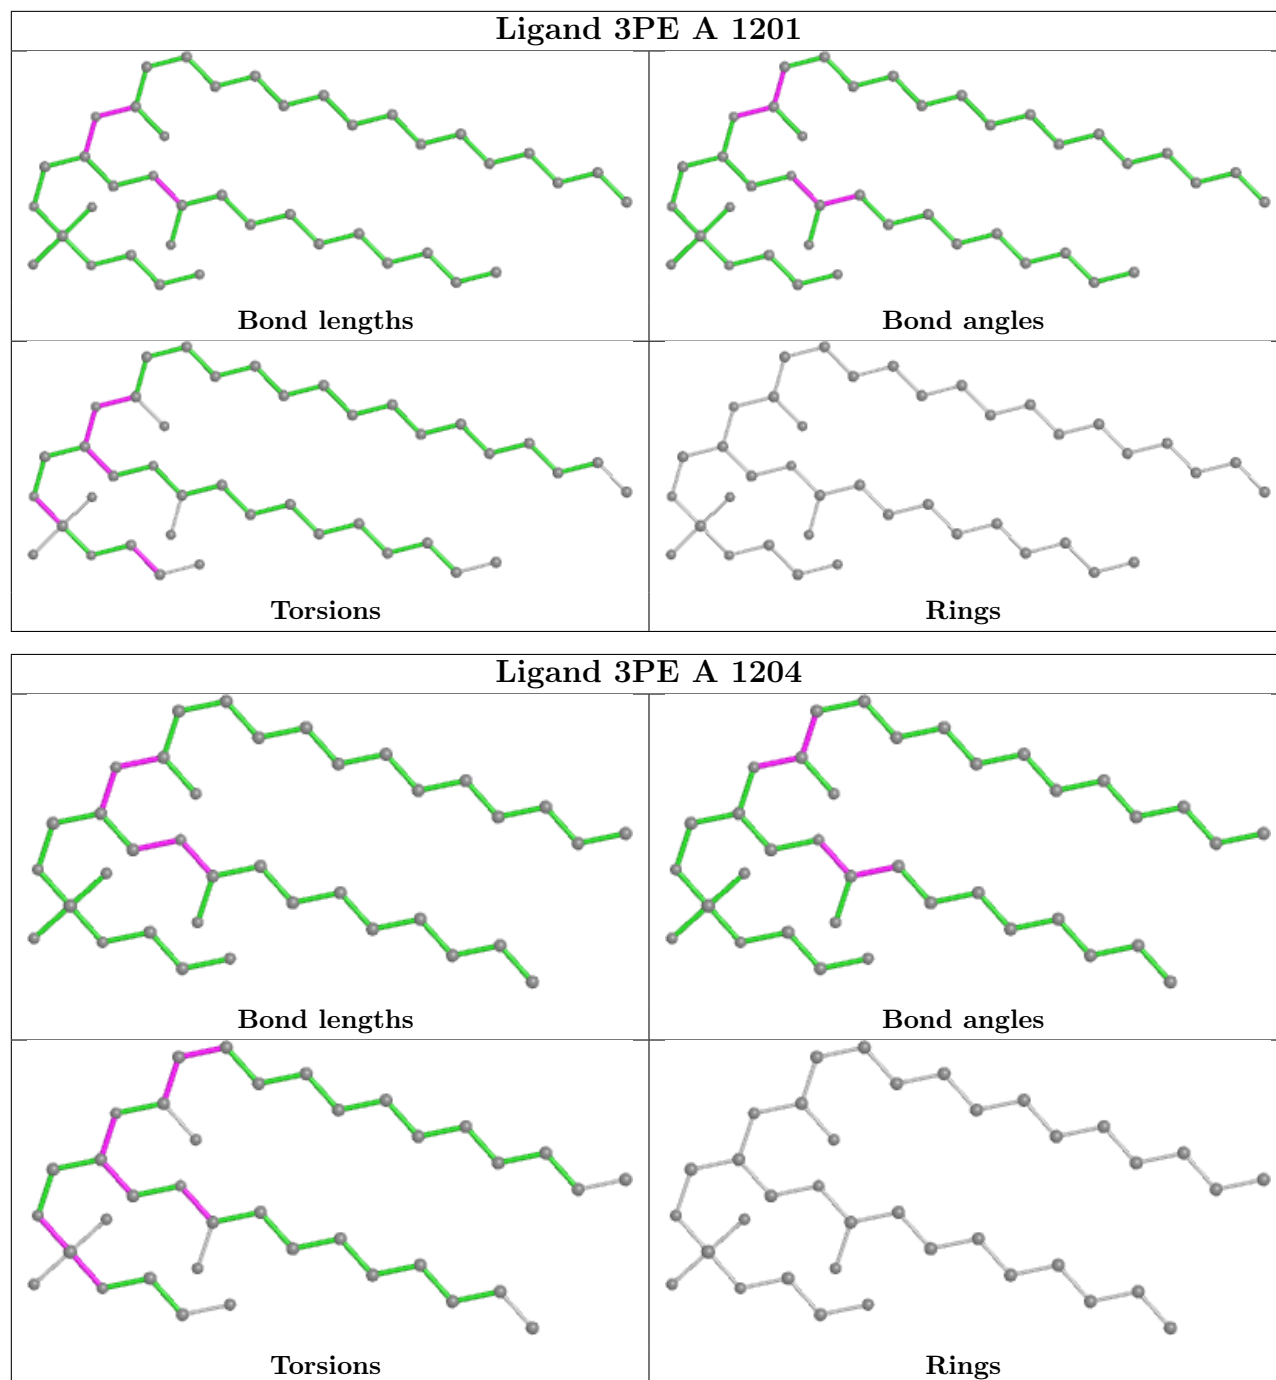 Ligand 3PE A 1201
Bond lengths
Bond angles
Torsions
Rings
Ligand 3PE A 1204
Bond lengths
Bond angles
Torsions
Rings